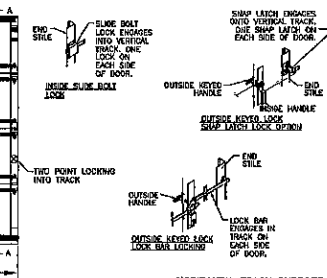 A
END
STILE
SLIDE BOLT
LOCK ENGAGES
INTO VERTICAL
TRACK. ONE
LOCK ON
EACH SIDE
OF DOOR.
INSIDE SLIDE BOLT
LOCK
SNAP LATCH ENGAGES
ONTO VERTICAL TRACK.
ONE SNAP LATCH ON
EACH SIDE OF DOOR.
OUTSIDE KEYED
HANDLE
END
STILE
INSIDE HANDLE
OUTSIDE KEYED LOCK
SNAP LATCH LOCK OPTION
TWO POINT LOCKING
INTO TRACK
END
STILE
OUTSIDE
HANDLE
LOCK BAR
ENGAGES IN
TRACK ON
EACH SIDE
OF DOOR.
OUTSIDE KEYED LOCK
LOCK BAR LOCKING
A